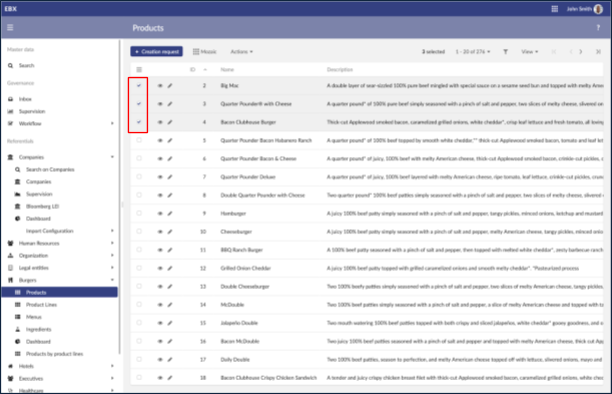 EBX
John Smith
Products
?
Master data
Search
Governance
Inbox
Supervision
Workflow
Referentials
Companies
Search on Companies
Companies
Supervision
Bloomberg LEI
Dashboard
Import Configuration
Human Resources
Organization
Legal entities
Burgers
Products
Product Lines
Menus
Ingredients
Dashboard
Products by product lines
Hotels
Executives
Healthcare
+ Creation request
Mosaic
Actions
3 selected
1 - 20 of 276
View
ID
Name
Description
2 Big Mac A double layer of sear-sizzled 100% pure beef mingled with special sauce on a sesame seed bun and topped with melty Amer
3 Quarter Pounder® with Cheese A quarter pound* of 100% pure beef simply seasoned with a pinch of salt and pepper, two slices of melty cheese, slivered on
4 Bacon Clubhouse Burger Thick-cut Applewood smoked bacon, caramelized grilled onions, white cheddar*, crisp leaf lettuce and fresh tomato, all loving
5 Quarter Pounder Bacon Habanero Ranch A quarter pound* of 100% beef topped by smooth white cheddar,** thick-cut Applewood smoked bacon, tomato, lettuce, and
6 Quarter Pounder Bacon & Cheese A quarter pound* of juicy, 100% beef with melty American cheese, thick-cut Applewood smoked bacon, crinkle-cut pickles,
7 Quarter Pounder Deluxe A quarter pound* of juicy, 100% beef layered with melty American cheese, ripe tomato, leaf lettuce, crinkle-cut pickles, crun
8 Double Quarter Pounder with Cheese Two quarter pound* of 100% beef patties simply seasoned with a pinch of salt and pepper, two slices of melty cheese, slivered
9 Hamburger A juicy 100% beef patty simply seasoned with a pinch of salt and pepper, tangy pickles, minced onions, ketchup and mustard
10 Cheeseburger A juicy 100% beef patty simply seasoned with a pinch of salt and pepper, melty American cheese, tangy pickles, minced onions,
11 BBQ Ranch Burger A 100% beef patty with a pinch of salt and pepper, then topped with melted white cheddar*, zesty barbecue ranch
12 Grilled Onion Cheddar A juicy 100% beef patty topped with grilled caramelized onions and smooth melty cheddar*. *Pasteurized process
13 Double Cheeseburger Two juicy 100% beef patties simply seasoned with a pinch of salt and pepper, melty American cheese, tangy pickles,
14 McDouble Two juicy 100% beef patties simply seasoned with a pinch of salt and pepper, a slice of melty American cheese and topped with
15 Jalapeño Double Two mouth watering 100% beef patties topped with both crispy and sliced jalapeños, white cheddar* gooey goodness, and
16 Bacon McDouble Two juicy 100% beef patties seasoned with a pinch of salt and pepper and topped with melty American cheese,
17 Daily Double Two 100% beef patties, season to perfection, and melty American cheese topped off with lettuce, slivered onions, mayo and
18 Bacon Clubhouse Crispy Chicken Sandwich A tender and juicy crispy chicken breast filet with thick-cut Applewood smoked bacon, caramelized grilled onions, white